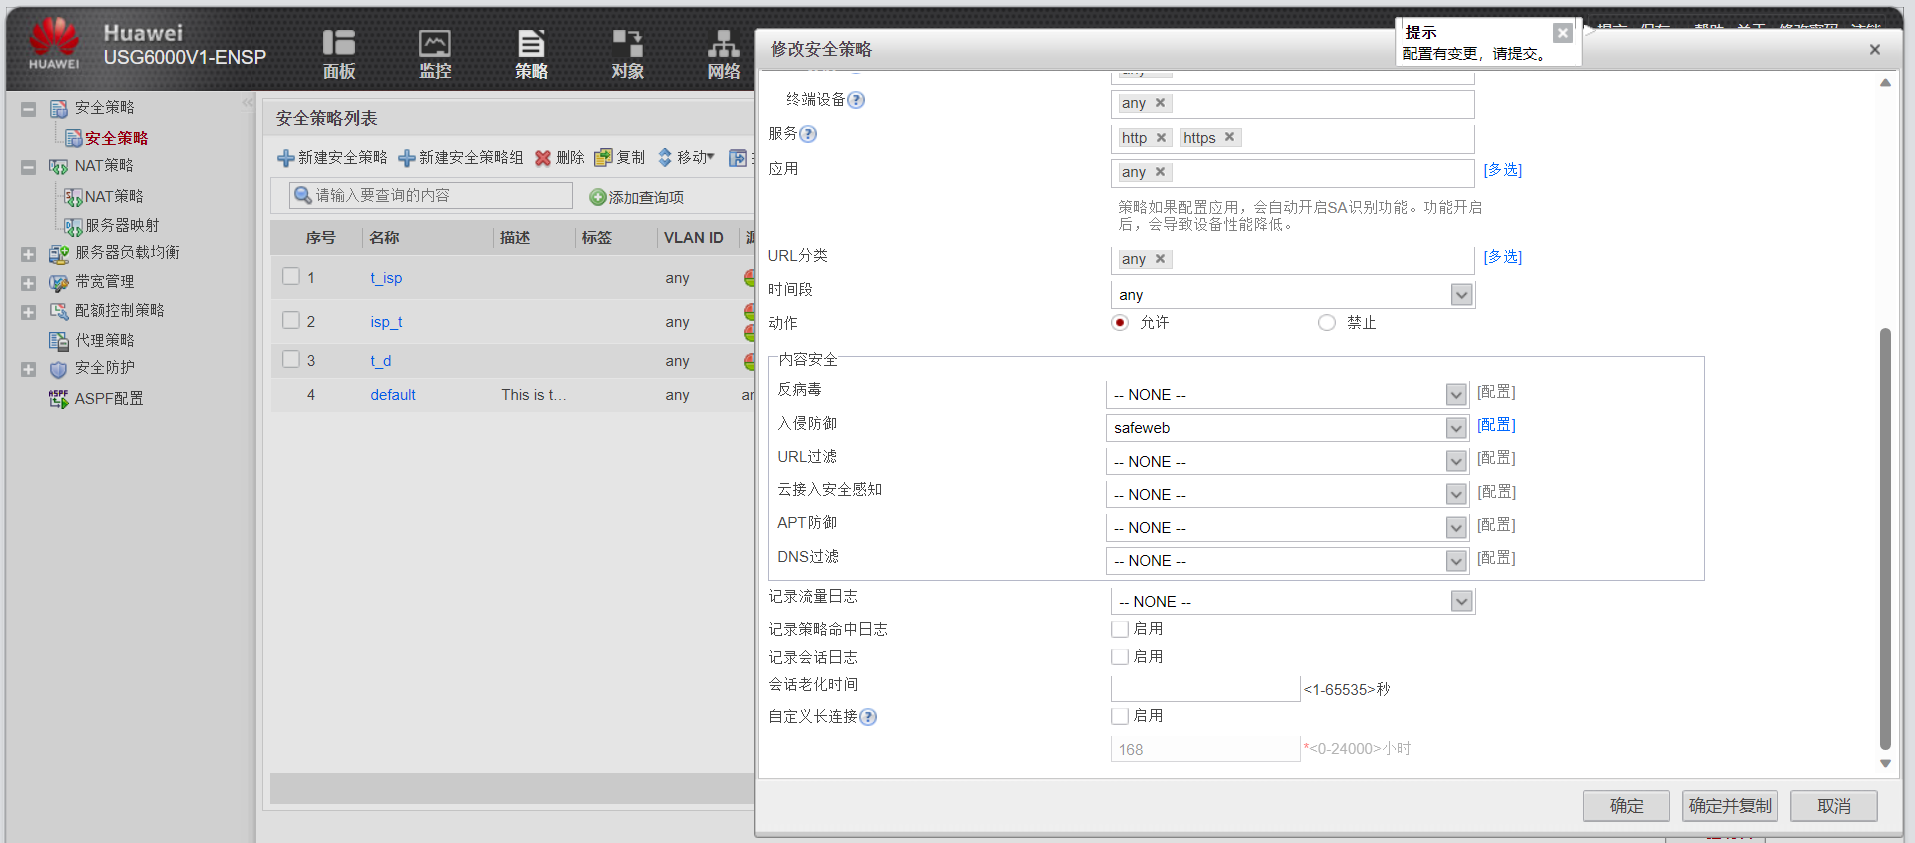 Huawei
USG6000V1-ENSP
HUAWEI
面板
监控
策略
对象
网络
提交 保存 帮助 关于 修改密码 注销
提示
配置有变更，请提交。
安全策略
安全策略
NAT策略
NAT策略
服务器映射
服务器负载均衡
带宽管理
配额控制策略
代理策略
安全防护
ASPF配置
安全策略列表
新建安全策略 新建安全策略组 删除 复制 移动
请输入要查询的内容 添加查询项
序号 名称 描述 标签 VLAN ID
1 t_isp any
2 isp_t any
3 t_d any
4 default This is t... any
修改安全策略
any
终端设备 any
服务 http https
应用 any [多选]
策略如果配置应用，会自动开启SA识别功能。功能开启
后，会导致设备性能降低。
URL分类 any [多选]
时间段 any
动作 允许 禁止
内容安全
反病毒 -- NONE -- [配置]
入侵防御 safeweb [配置]
URL过滤 -- NONE -- [配置]
云接入安全感知 -- NONE -- [配置]
APT防御 -- NONE -- [配置]
DNS过滤 -- NONE -- [配置]
记录流量日志 -- NONE --
记录策略命中日志 启用
记录会话日志 启用
会话老化时间 <1-65535>秒
自定义长连接 启用
168 *<0-24000>小时
确定 确定并复制 取消